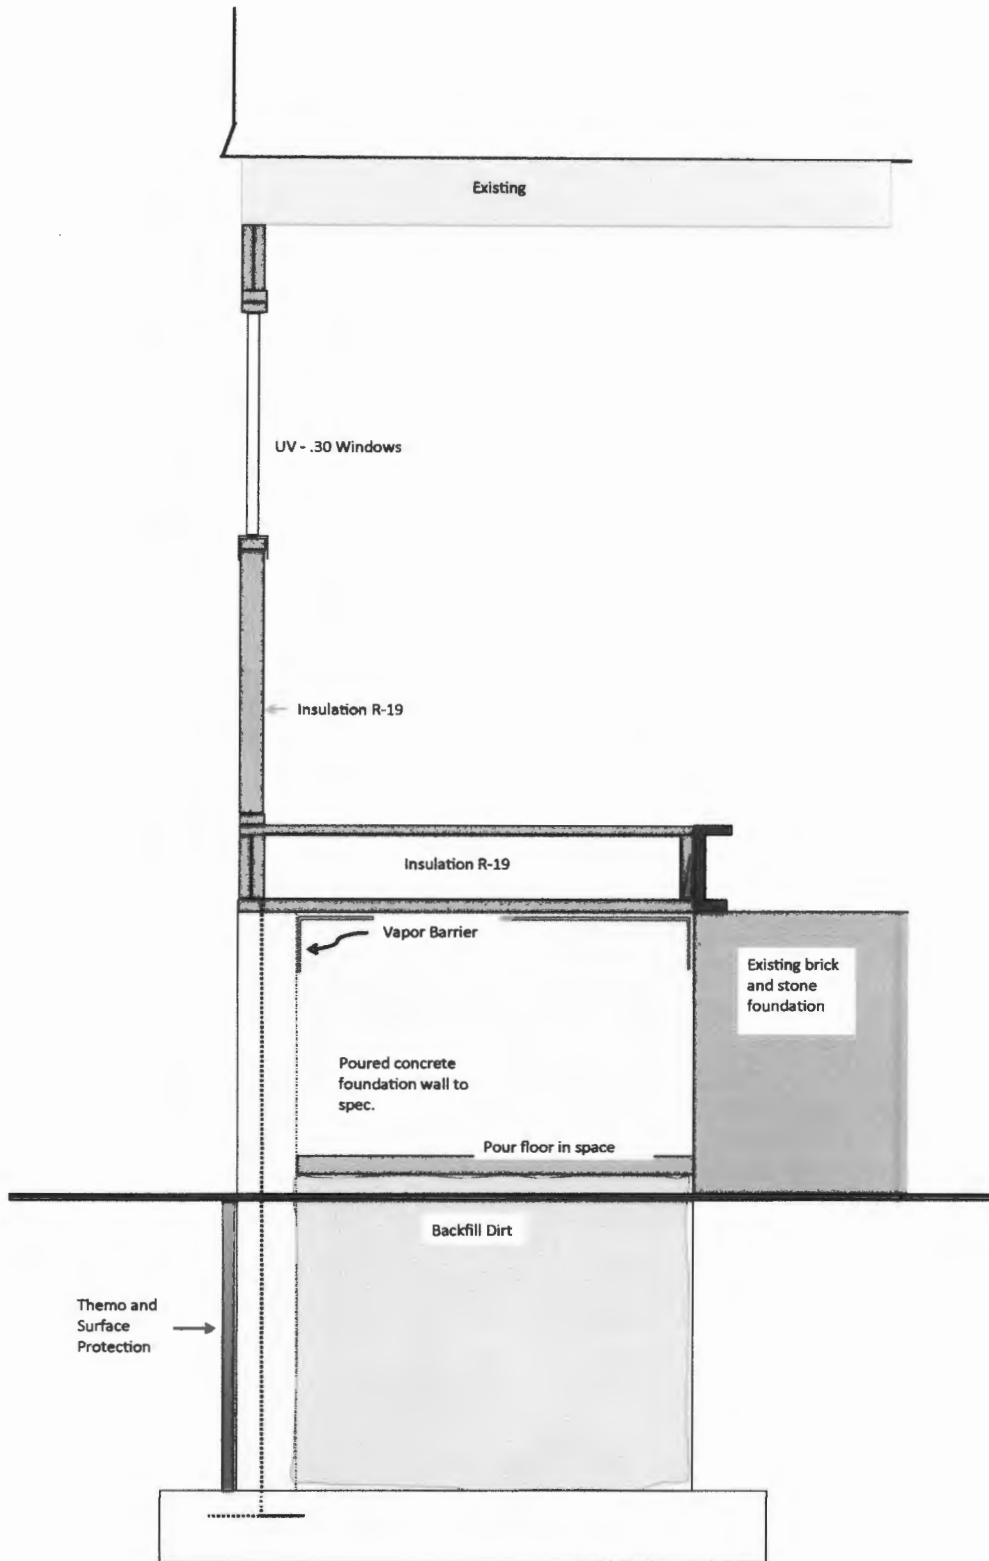 Existing
UV - .30 Windows
Insulation R-19
Insulation R-19
Vapor Barrier
Existing brick
and stone
foundation
Poured concrete
foundation wall to
spec.
Pour floor in space
Backfill Dirt
Themo and
Surface
Protection